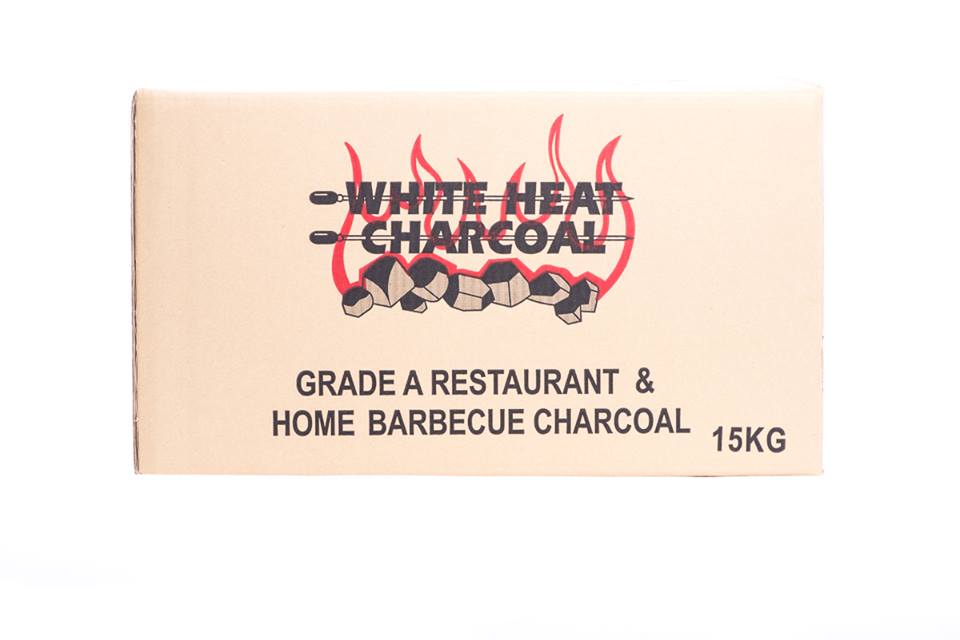 WHITE HEAT
CHARCOAL
GRADE A RESTAURANT &
HOME BARBECUE CHARCOAL
15KG